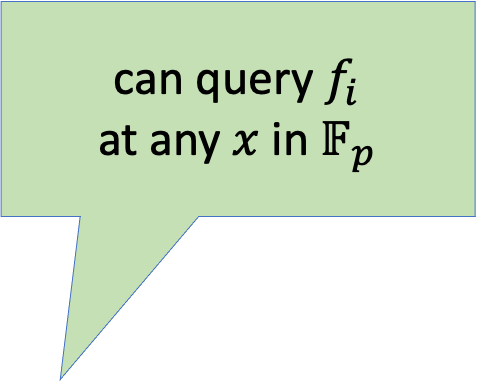 can query 𝑓ᵢ
at any 𝑥 in 𝔽ₚ